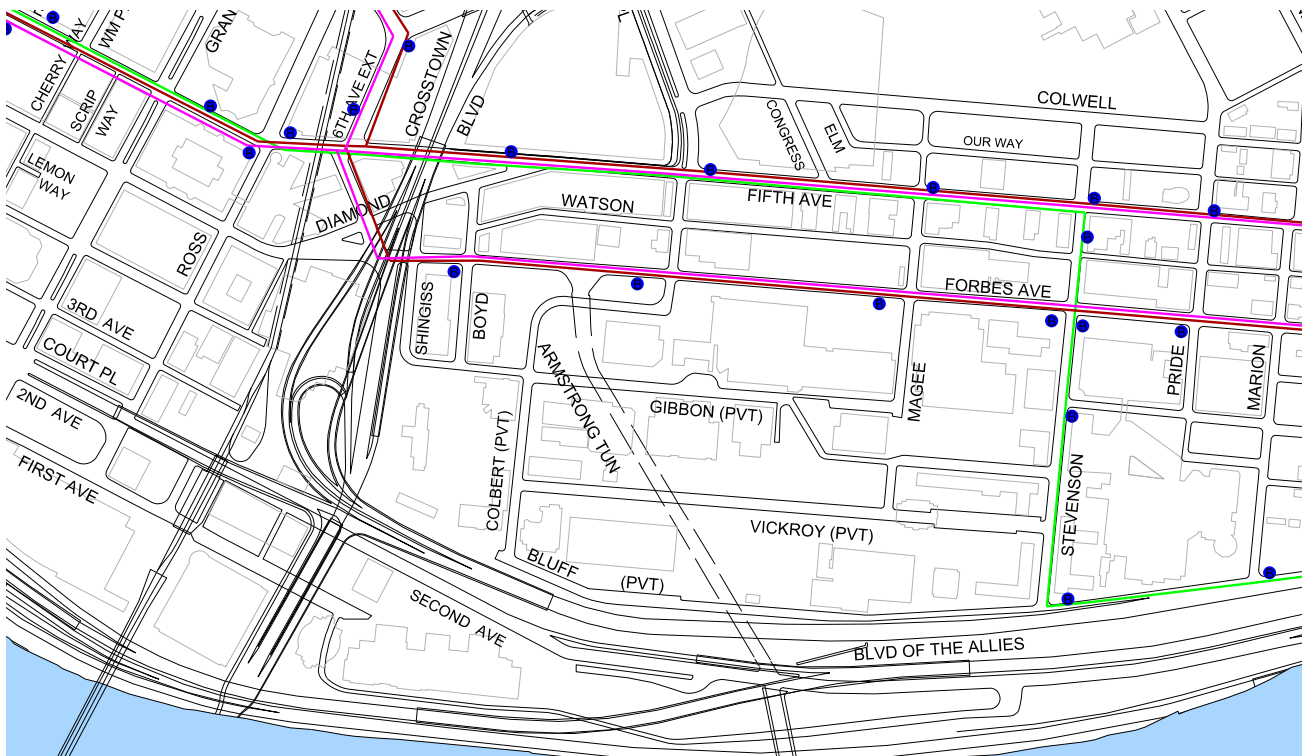 CHERRY WAY
WM P
GRAN
AL
6TH AVE EXT
CROSSTOWN
BLVD
SCRIP
WAY
COLWELL
CONGRESS
ELM
OUR WAY
LEMON
WAY
FIFTH AVE
WATSON
DIAMOND
ROSS
FORBES AVE
3RD AVE
SHINGISS
BOYD
COURT PL
ARMSTRONG TUN
MAGEE
PRIDE
MARION
2ND AVE
GIBBON (PVT)
COLBERT (PVT)
FIRST AVE
STEVENSON
VICKROY (PVT)
BLUFF
(PVT)
SECOND AVE
BLVD OF THE ALLIES